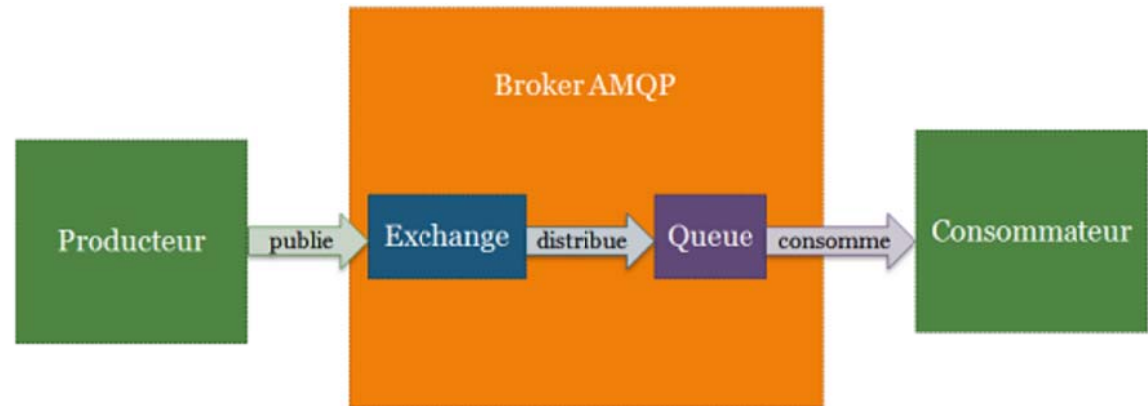 Broker AMQP
Producteur
publie
Exchange
distribue
Queue
consomme
Consommateur